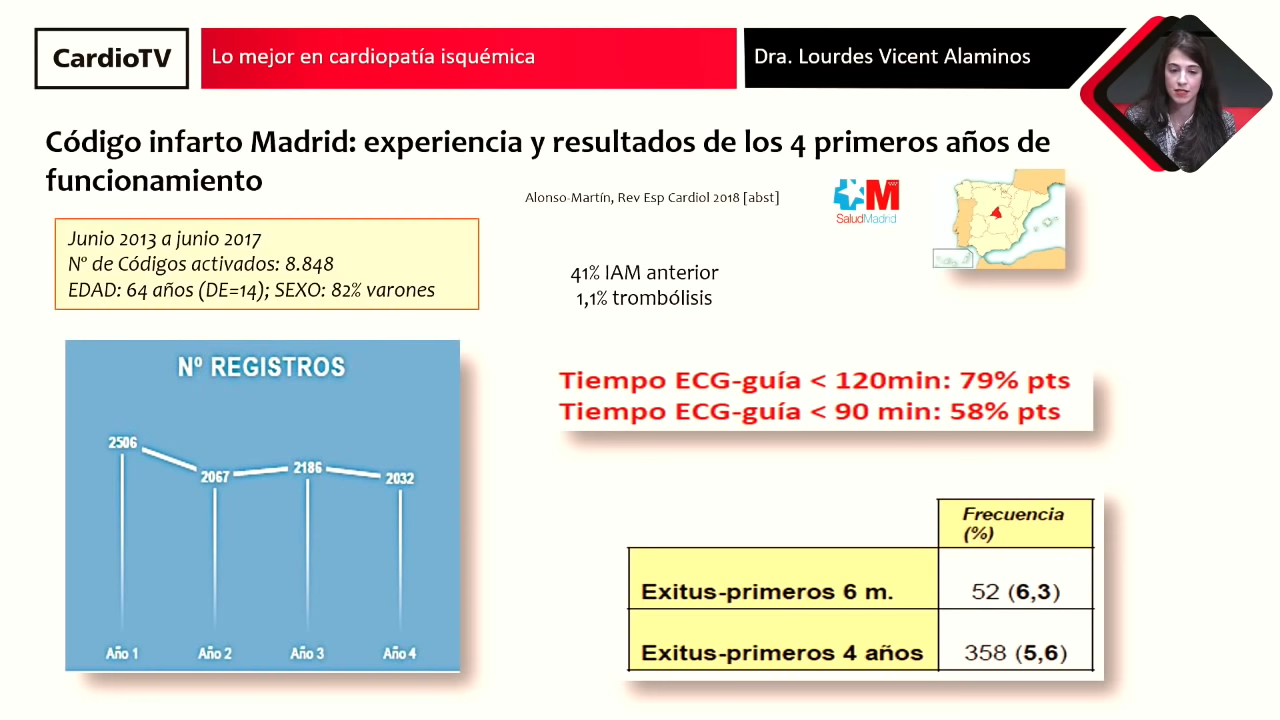 CardioTV
Lo mejor en cardiopatía isquémica
Dra. Lourdes Vicent Alaminos
Código infarto Madrid: experiencia y resultados de los 4 primeros años de
funcionamiento
Alonso-Martín, Rev Esp Cardiol 2018 [abst]
M
SaludMadrid
Junio 2013 a junio 2017
Nº de Códigos activados: 8.848
EDAD: 64 años (DE=14); SEXO: 82% varones
41% IAM anterior
1,1% trombólisis
Nº REGISTROS
2506
2067
2186
2032
Año 1
Año 2
Año 3
Año 4
Tiempo ECG-guía < 120min: 79% pts
Tiempo ECG-guía < 90 min: 58% pts
Frecuencia
(%)
Exitus-primeros 6 m.
52 (6,3)
Exitus-primeros 4 años
358 (5,6)